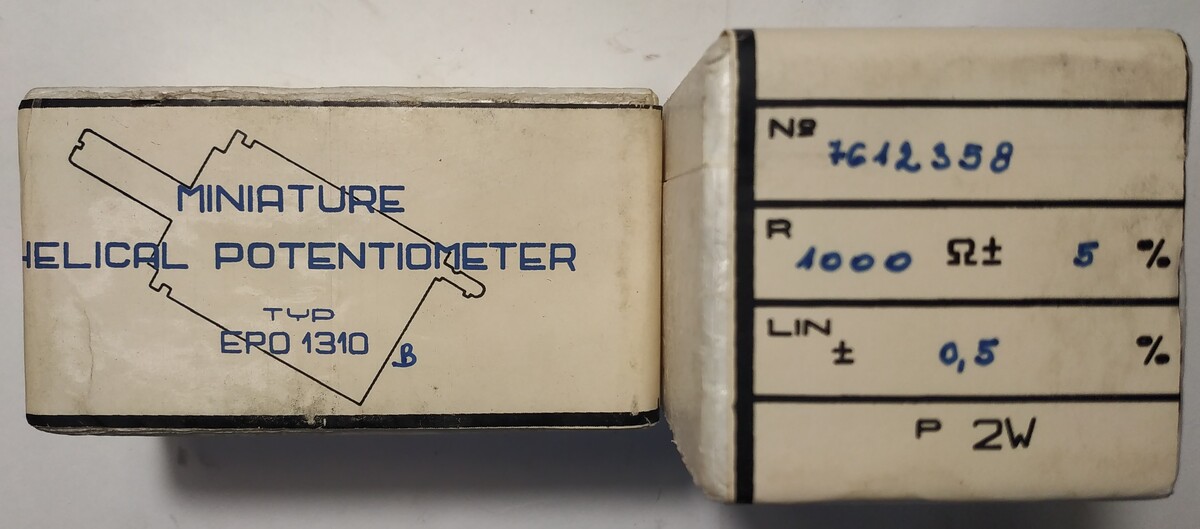 MINIATURE
HELICAL POTENTIOMETER
TYP
EPO 1310 B
Nº 7612358
R 1000 Ω± 5 %
LIN ± 0,5 %
P 2W